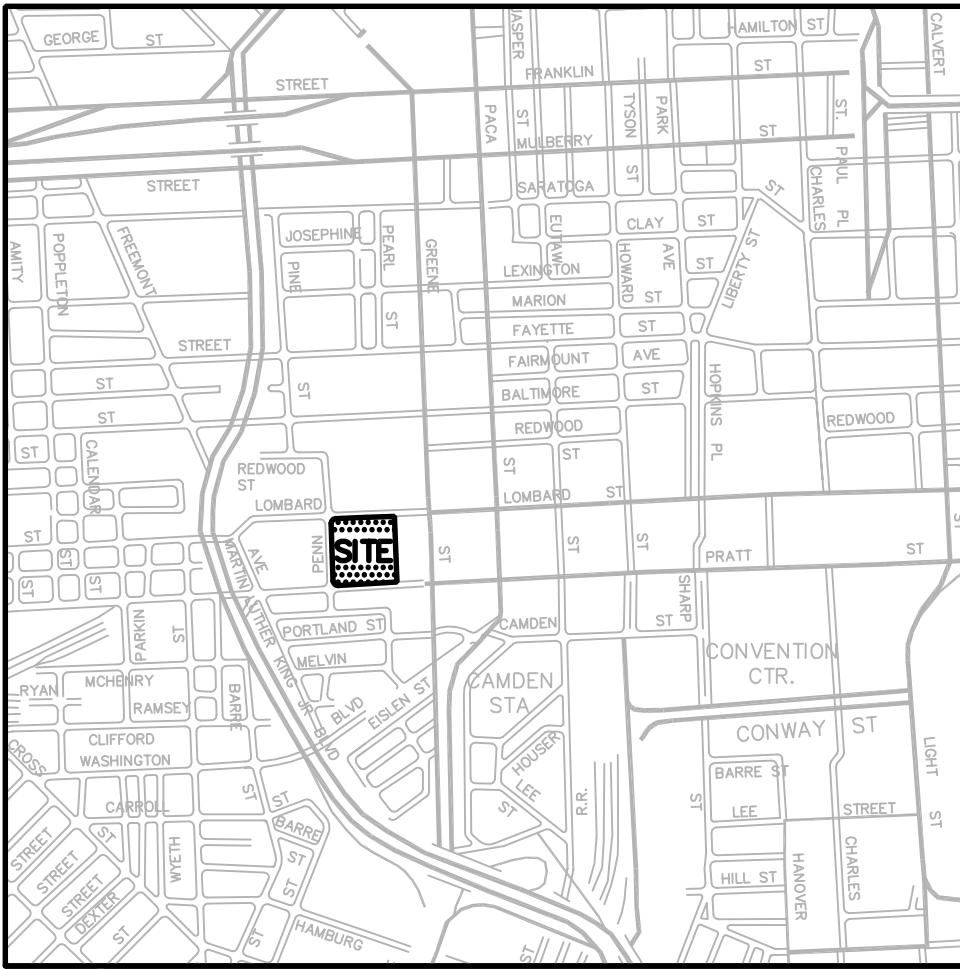 GEORGE ST
JASPER
HAMILTON ST
CALVERT
STREET
FRANKLIN ST
PACA
ST
TYSON
PARK
ST.
MULBERRY ST
STREET
SARATOGA
ST
ST
PAUL PL
CHARLES
AMITY
POPPLETON
FREEMONT
JOSEPHINE
PEARL
GREENE
EUTAW
CLAY ST
HOWARD
AVE
LIBERTY ST
PINE
LEXINGTON ST
MARION ST
ST
FAYETTE ST
STREET
FAIRMOUNT AVE
ST
ST
BALTIMORE ST
HOPKINS PL
ST
REDWOOD
ST
REDWOOD
ST
CALENDAR
REDWOOD
ST
ST
LOMBARD
LOMBARD ST
ST
ST
ST
ST
MARTIN LUTHER KING JR BLVD
AVE
PENN
SITE
ST
ST
ST
PRATT ST
ST
SHARP
PARKIN
ST
PORTLAND ST
CAMDEN ST
MELVIN
CONVENTION
CTR.
RYAN
MCHENRY
RAMSEY
BARRE
BLVD
EISLEN ST
CAMDEN
STA
CONWAY ST
CROSS
CLIFFORD
WASHINGTON
HOUSER
LIGHT
ST
BARRE ST
CARROLL
ST
ST
LEE
ST
R.R.
ST
LEE
STREET
STREET
ST
BARRE
STREET
WYETH
ST
HANOVER
CHARLES
STREET
DEXTER
ST
HILL ST
ST
ST
HAMBURG
ST